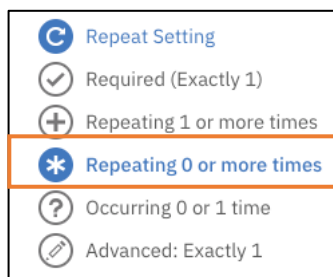 Repeat Setting
Required (Exactly 1)
Repeating 1 or more times
Repeating 0 or more times
Occurring 0 or 1 time
Advanced: Exactly 1